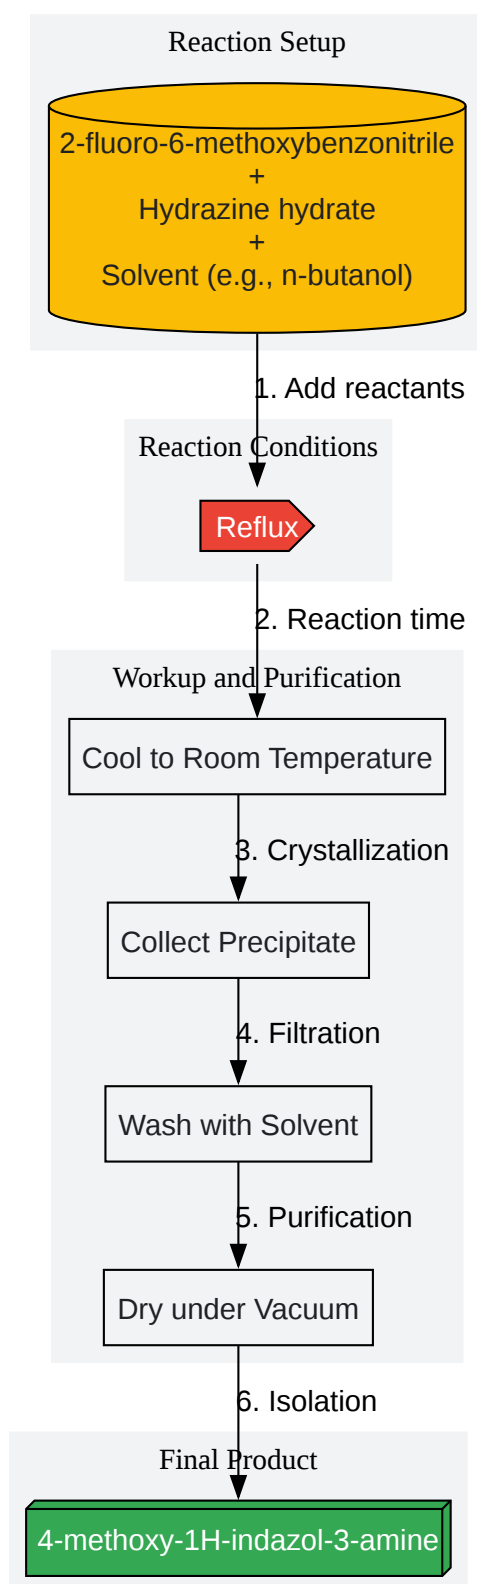 Reaction Setup
2-fluoro-6-methoxybenzonitrile
+
Hydrazine hydrate
+
Solvent (e.g., n-butanol)
1. Add reactants
Reaction Conditions
Reflux
2. Reaction time
Workup and Purification
Cool to Room Temperature
3. Crystallization
Collect Precipitate
4. Filtration
Wash with Solvent
5. Purification
Dry under Vacuum
6. Isolation
Final Product
4-methoxy-1H-indazol-3-amine